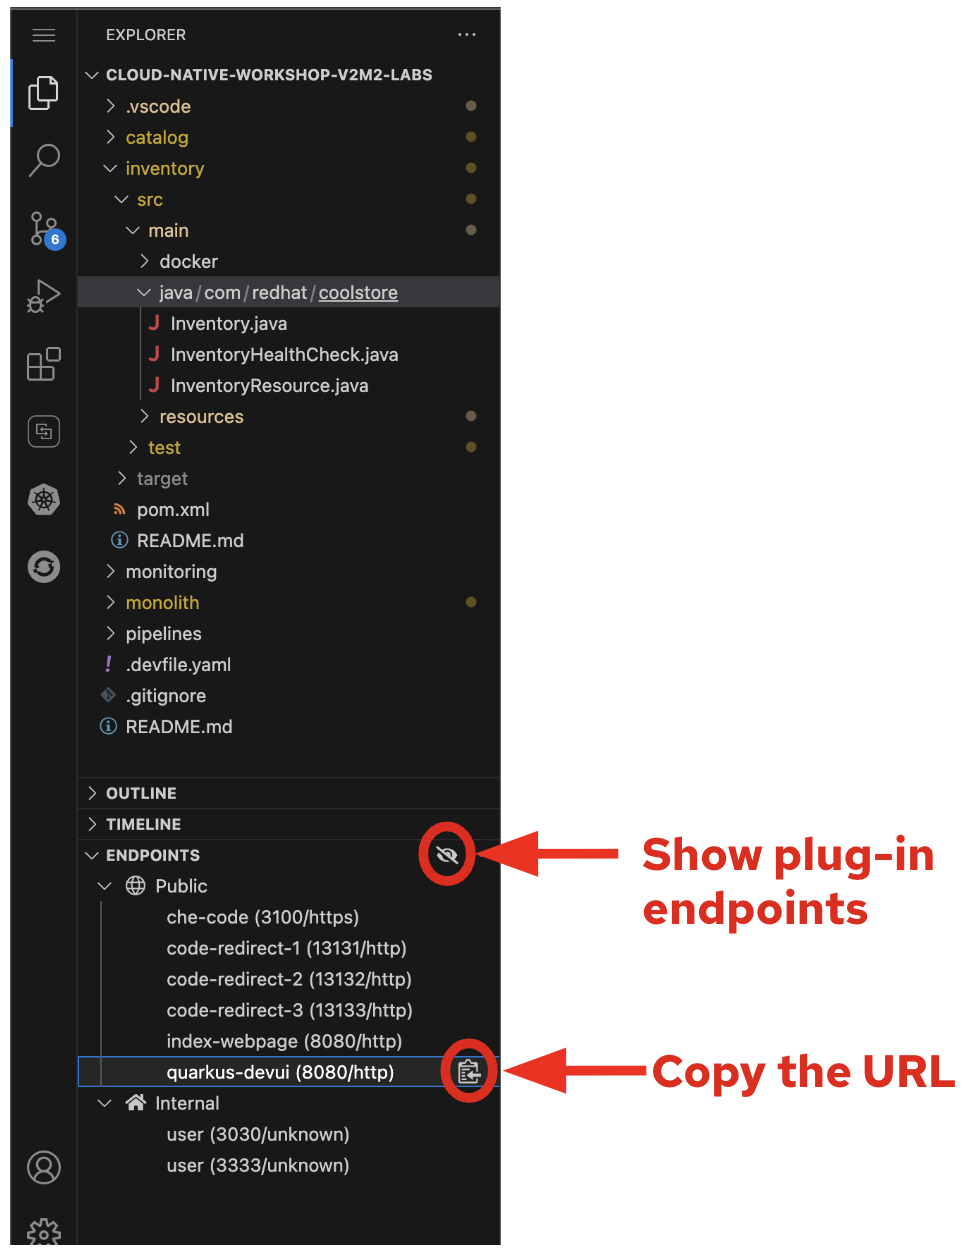 EXPLORER
CLOUD-NATIVE-WORKSHOP-V2M2-LABS
.vscode
catalog
inventory
src
main
6
docker
java/com/redhat/coolstore
J Inventory.java
J InventoryHealthCheck.java
J InventoryResource.java
resources
test
target
pom.xml
README.md
monitoring
monolith
pipelines
! .devfile.yaml
.gitignore
README.md
OUTLINE
TIMELINE
ENDPOINTS
Show plug-in
endpoints
Public
che-code (3100/https)
code-redirect-1 (13131/http)
code-redirect-2 (13132/http)
code-redirect-3 (13133/http)
index-webpage (8080/http)
quarkus-devui (8080/http)
Copy the URL
Internal
user (3030/unknown)
user (3333/unknown)